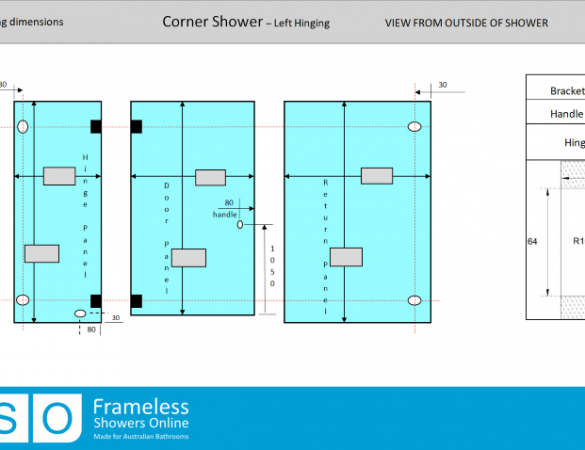 g dimensions
Corner Shower – Left Hinging
VIEW FROM OUTSIDE OF SHOWER
30
30
Bracket
Handle
Hing
Hinge Panel
Door Panel
Return Panel
80
handle
1050
64
R1
30
80
SO
Frameless
Showers Online
Made for Australian Bathrooms